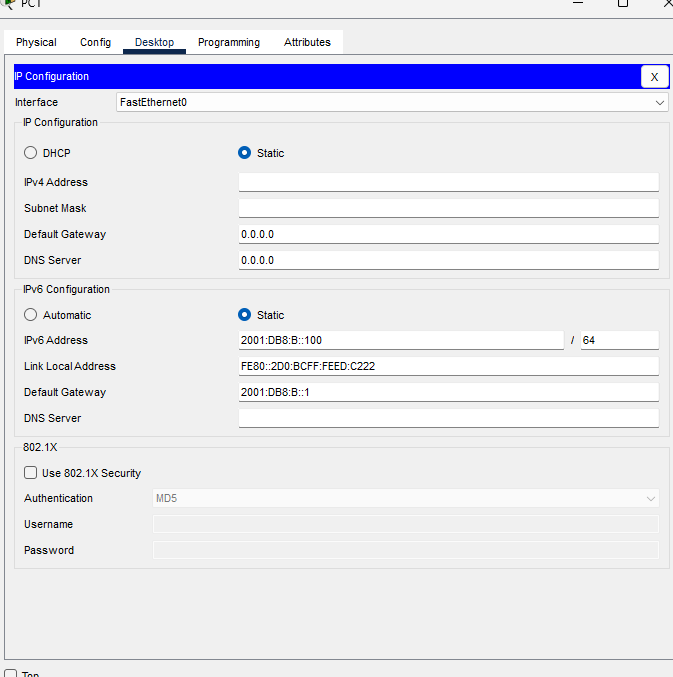 PC1
Physical Config Desktop Programming Attributes
IP Configuration X
Interface FastEthernet0
IP Configuration
DHCP Static
IPv4 Address
Subnet Mask
Default Gateway 0.0.0.0
DNS Server 0.0.0.0
IPv6 Configuration
Automatic Static
IPv6 Address 2001:DB8:B::100 / 64
Link Local Address FE80::2D0:BCFF:FEED:C222
Default Gateway 2001:DB8:B::1
DNS Server
802.1X
Use 802.1X Security
Authentication MD5
Username
Password
Top